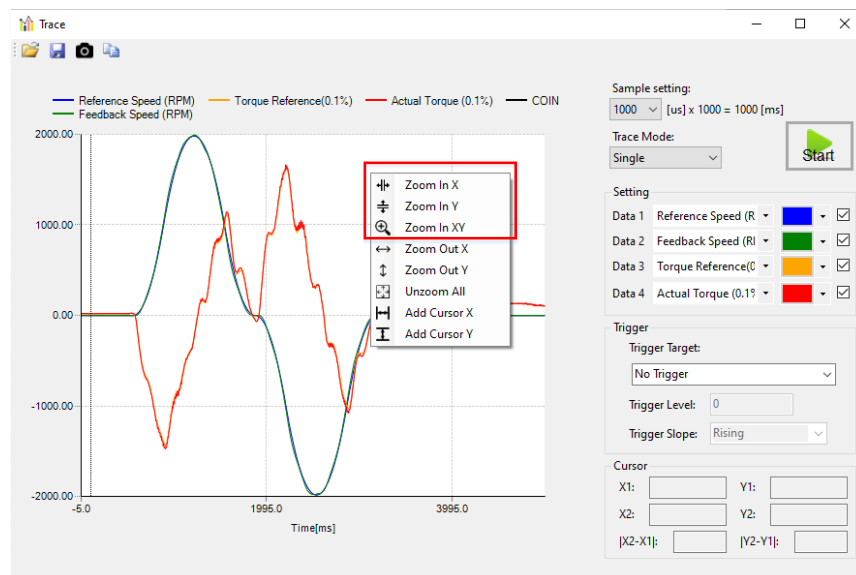 Trace
Sample setting:
1000 [us] x 1000 = 1000 [ms]
Trace Mode:
Single
Start
Reference Speed (RPM) Torque Reference(0.1%) Actual Torque (0.1%) COIN
Feedback Speed (RPM)
2000.00
1000.00
0.00
-1000.00
-2000.00
-5.0 1995.0 3995.0
Time[ms]
Zoom In X
Zoom In Y
Zoom In XY
Zoom Out X
Zoom Out Y
Unzoom All
Add Cursor X
Add Cursor Y
Setting
Data 1 Reference Speed (R
Data 2 Feedback Speed (RI
Data 3 Torque Reference(0
Data 4 Actual Torque (0.1%
Trigger
Trigger Target:
No Trigger
Trigger Level: 0
Trigger Slope: Rising
Cursor
X1: Y1:
X2: Y2:
|X2-X1|: |Y2-Y1|: